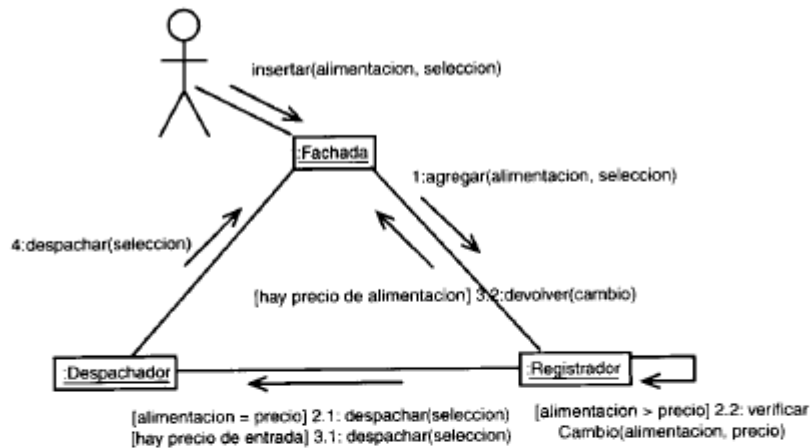 insertar(alimentacion, seleccion)
:Fachada
1:agregar(alimentacion, seleccion)
4:despachar(seleccion)
[hay precio de alimentacion] 3.2:devolver(cambio)
:Despachador
:Registrador
[alimentacion = precio] 2.1: despachar(seleccion)
[hay precio de entrada] 3.1: despachar(seleccion)
[alimentacion > precio] 2.2: verificar
Cambio(alimentacion, precio)